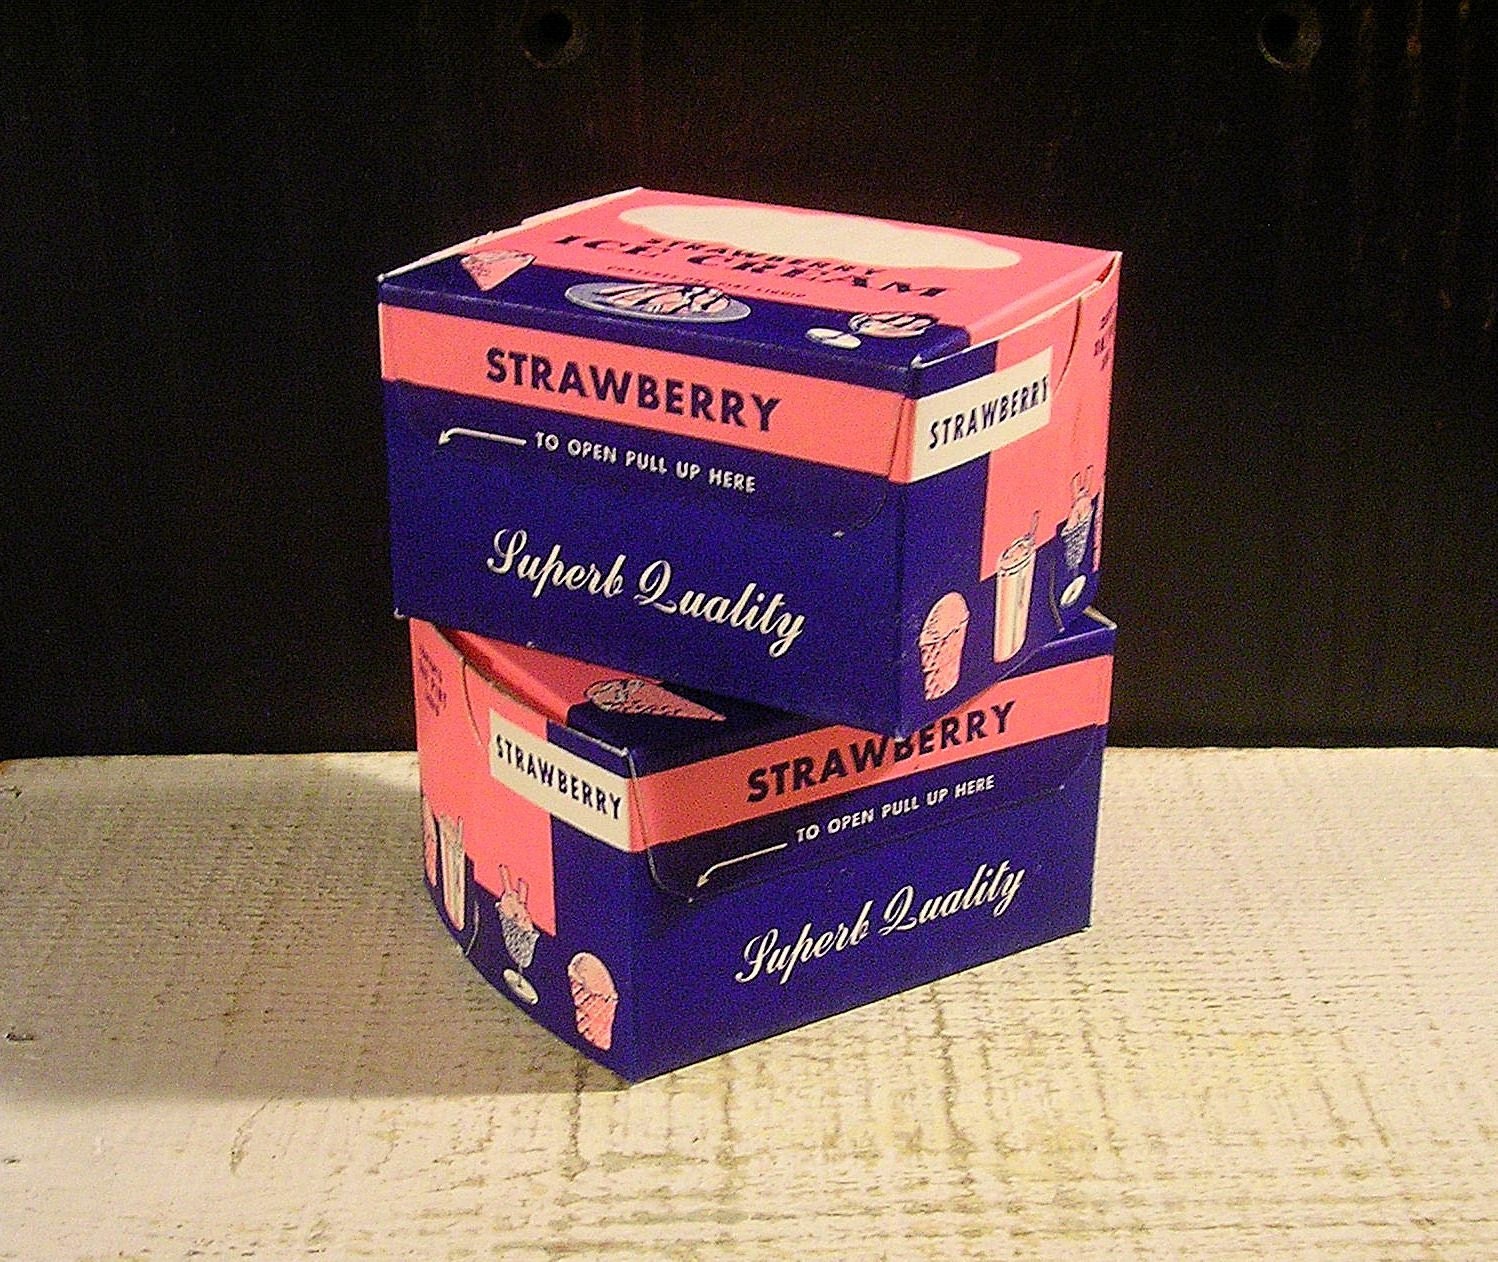 STRAWBERRY
ICE CREAM
STRAWBERRY
TO OPEN PULL UP HERE
Superb Quality
STRAWBERRY
STRAWBERRY
STRAWBERRY
TO OPEN PULL UP HERE
Superb Quality